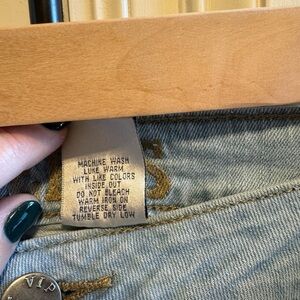 MACHINE WASH
LUKE WARM
WITH LIKE COLORS
INSIDE OUT
DO NOT BLEACH
WARM IRON ON
REVERSE SIDE
TUMBLE DRY LOW
V.I.P